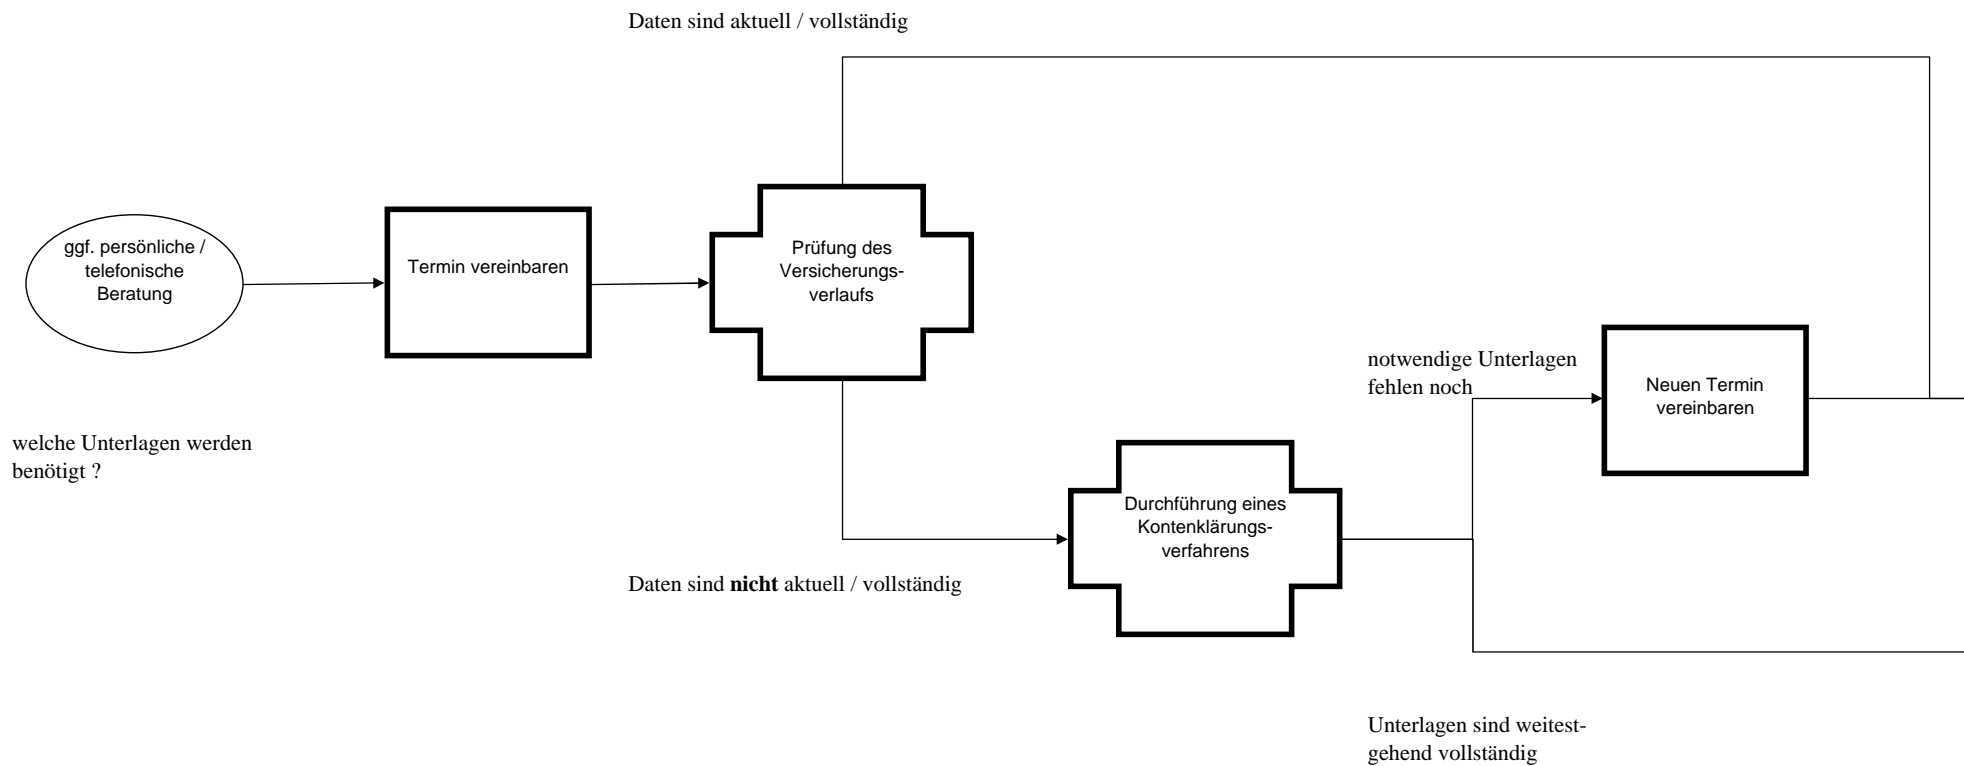 Daten sind aktuell / vollständig
ggf. persönliche /
telefonische
Beratung
Termin vereinbaren
Prüfung des
Versicherungs-
verlaufs
welche Unterlagen werden
benötigt ?
notwendige Unterlagen
fehlen noch
Neuen Termin
vereinbaren
Durchführung eines
Kontenklärungs-
verfahrens
Daten sind nicht aktuell / vollständig
Unterlagen sind weitest-
gehend vollständig